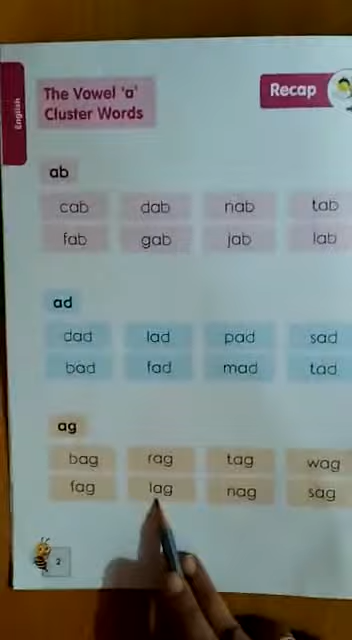 English
The Vowel 'a'
Cluster Words
Recap
ab
cab dab nab tab
fab gab jab lab
ad
dad lad pad sad
bad fad mad tad
ag
bag rag tag wag
fag lag nag sag
2